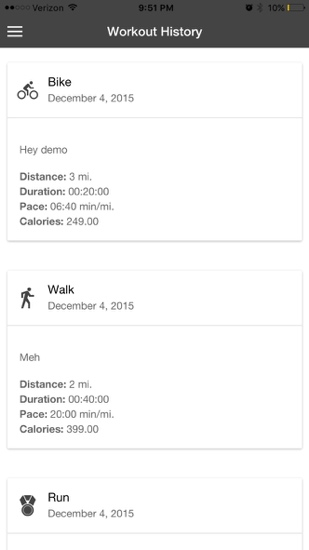 Verizon 9:51 PM 10%
Workout History
Bike
December 4, 2015
Hey demo
Distance: 3 mi.
Duration: 00:20:00
Pace: 06:40 min/mi.
Calories: 249.00
Walk
December 4, 2015
Meh
Distance: 2 mi.
Duration: 00:40:00
Pace: 20:00 min/mi.
Calories: 399.00
Run
December 4, 2015